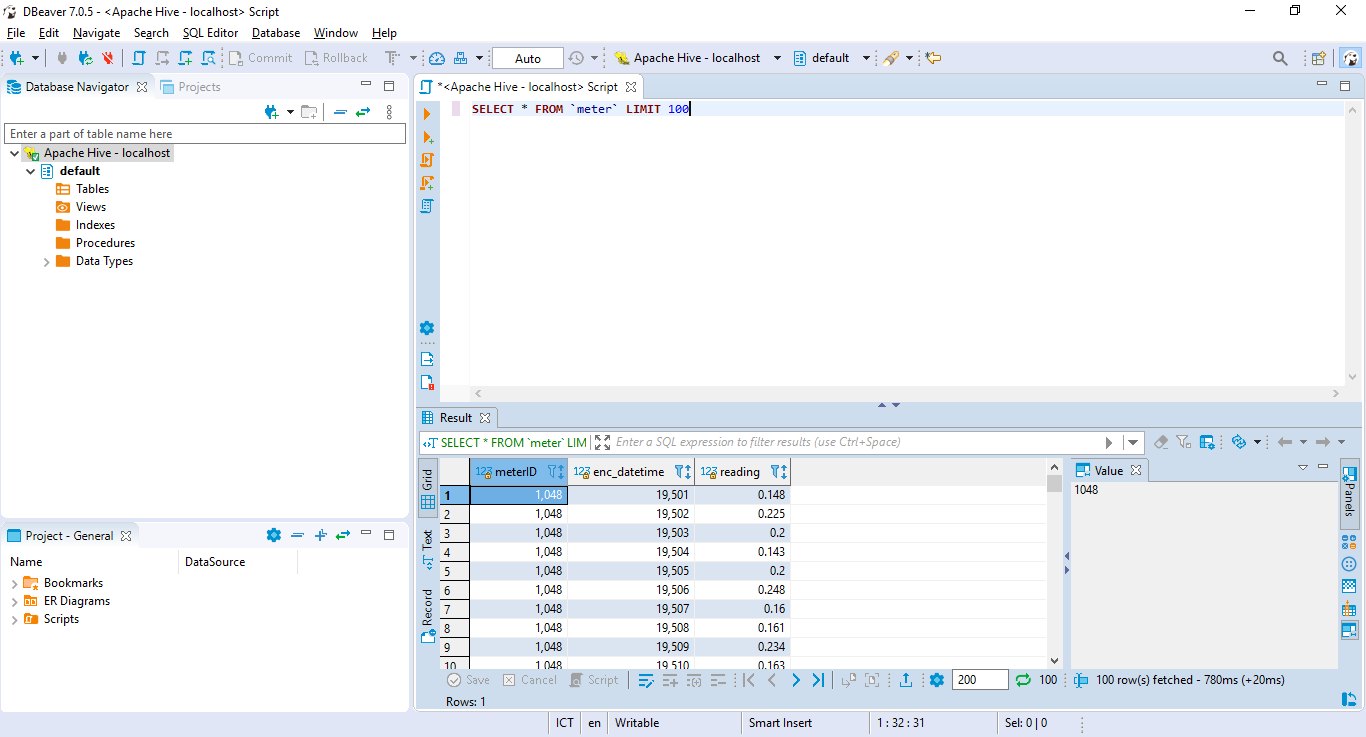 DBeaver 7.0.5 - <Apache Hive - localhost> Script
File Edit Navigate Search SQL Editor Database Window Help
Commit Rollback Auto Apache Hive - localhost default
Database Navigator Projects
Enter a part of table name here
Apache Hive - localhost
default
Tables
Views
Indexes
Procedures
Data Types
Project - General
Name DataSource
Bookmarks
ER Diagrams
Scripts
*<Apache Hive - localhost> Script
SELECT * FROM `meter` LIMIT 100
Result
SELECT * FROM `meter` LIM Enter a SQL expression to filter results (use Ctrl+Space)
Grid
Text
Record
123 meterID 123 enc_datetime 123 reading
1 1,048 19,501 0.148
2 1,048 19,502 0.225
3 1,048 19,503 0.2
4 1,048 19,504 0.143
5 1,048 19,505 0.2
6 1,048 19,506 0.248
7 1,048 19,507 0.16
8 1,048 19,508 0.161
9 1,048 19,509 0.234
10 1,048 19,510 0.163
Value
1048
Panels
Save Cancel Script 200 100 100 row(s) fetched - 780ms (+20ms)
Rows: 1
ICT en Writable Smart Insert 1 : 32 : 31 Sel: 0 | 0